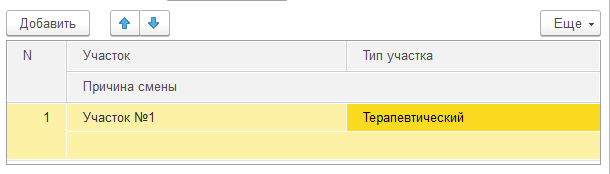 Добавить Еще
N Участок Тип участка
Причина смены
1 Участок №1 Терапевтический